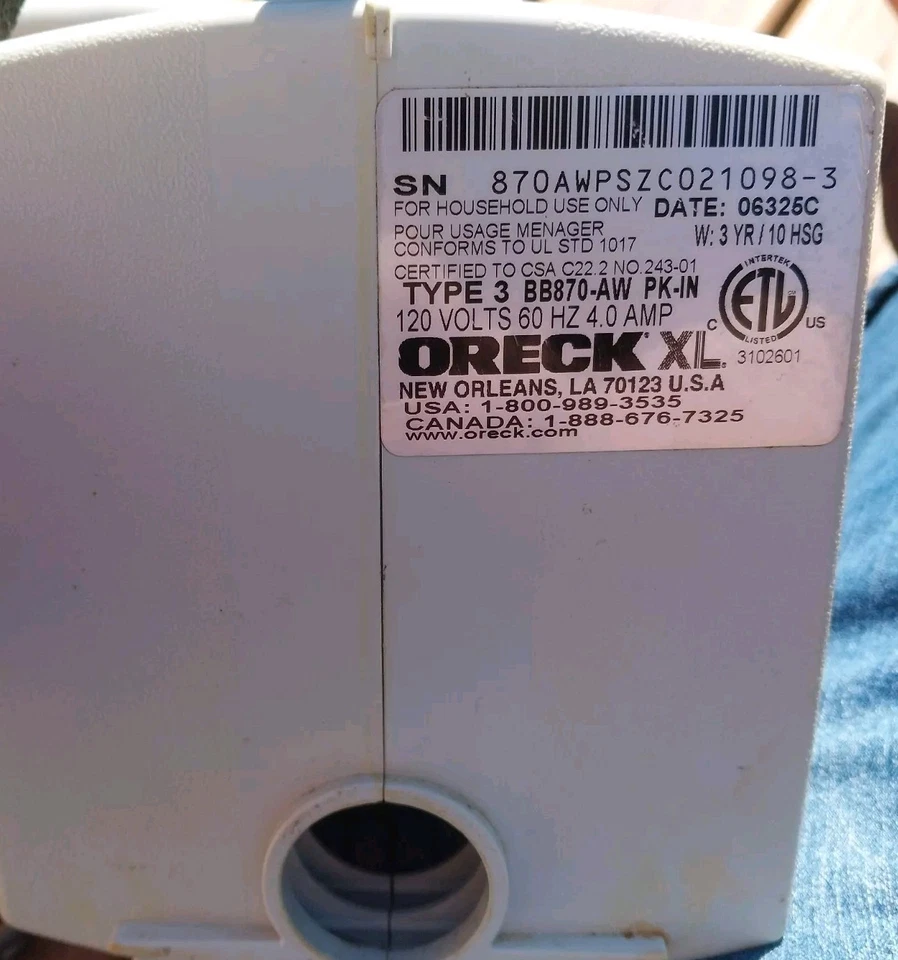 SN 870AWPSZC021098-3
FOR HOUSEHOLD USE ONLY DATE: 06325C
POUR USAGE MENAGER
CONFORMS TO UL STD 1017 W: 3 YR / 10 HSG
CERTIFIED TO CSA C22.2 NO.243-01
TYPE 3 BB870-AW PK-IN
120 VOLTS 60 HZ 4.0 AMP
INTERTEK
C ETL US
LISTED
3102601
ORECK XL.
NEW ORLEANS, LA 70123 U.S.A
USA: 1-800-989-3535
CANADA: 1-888-676-7325
www.oreck.com